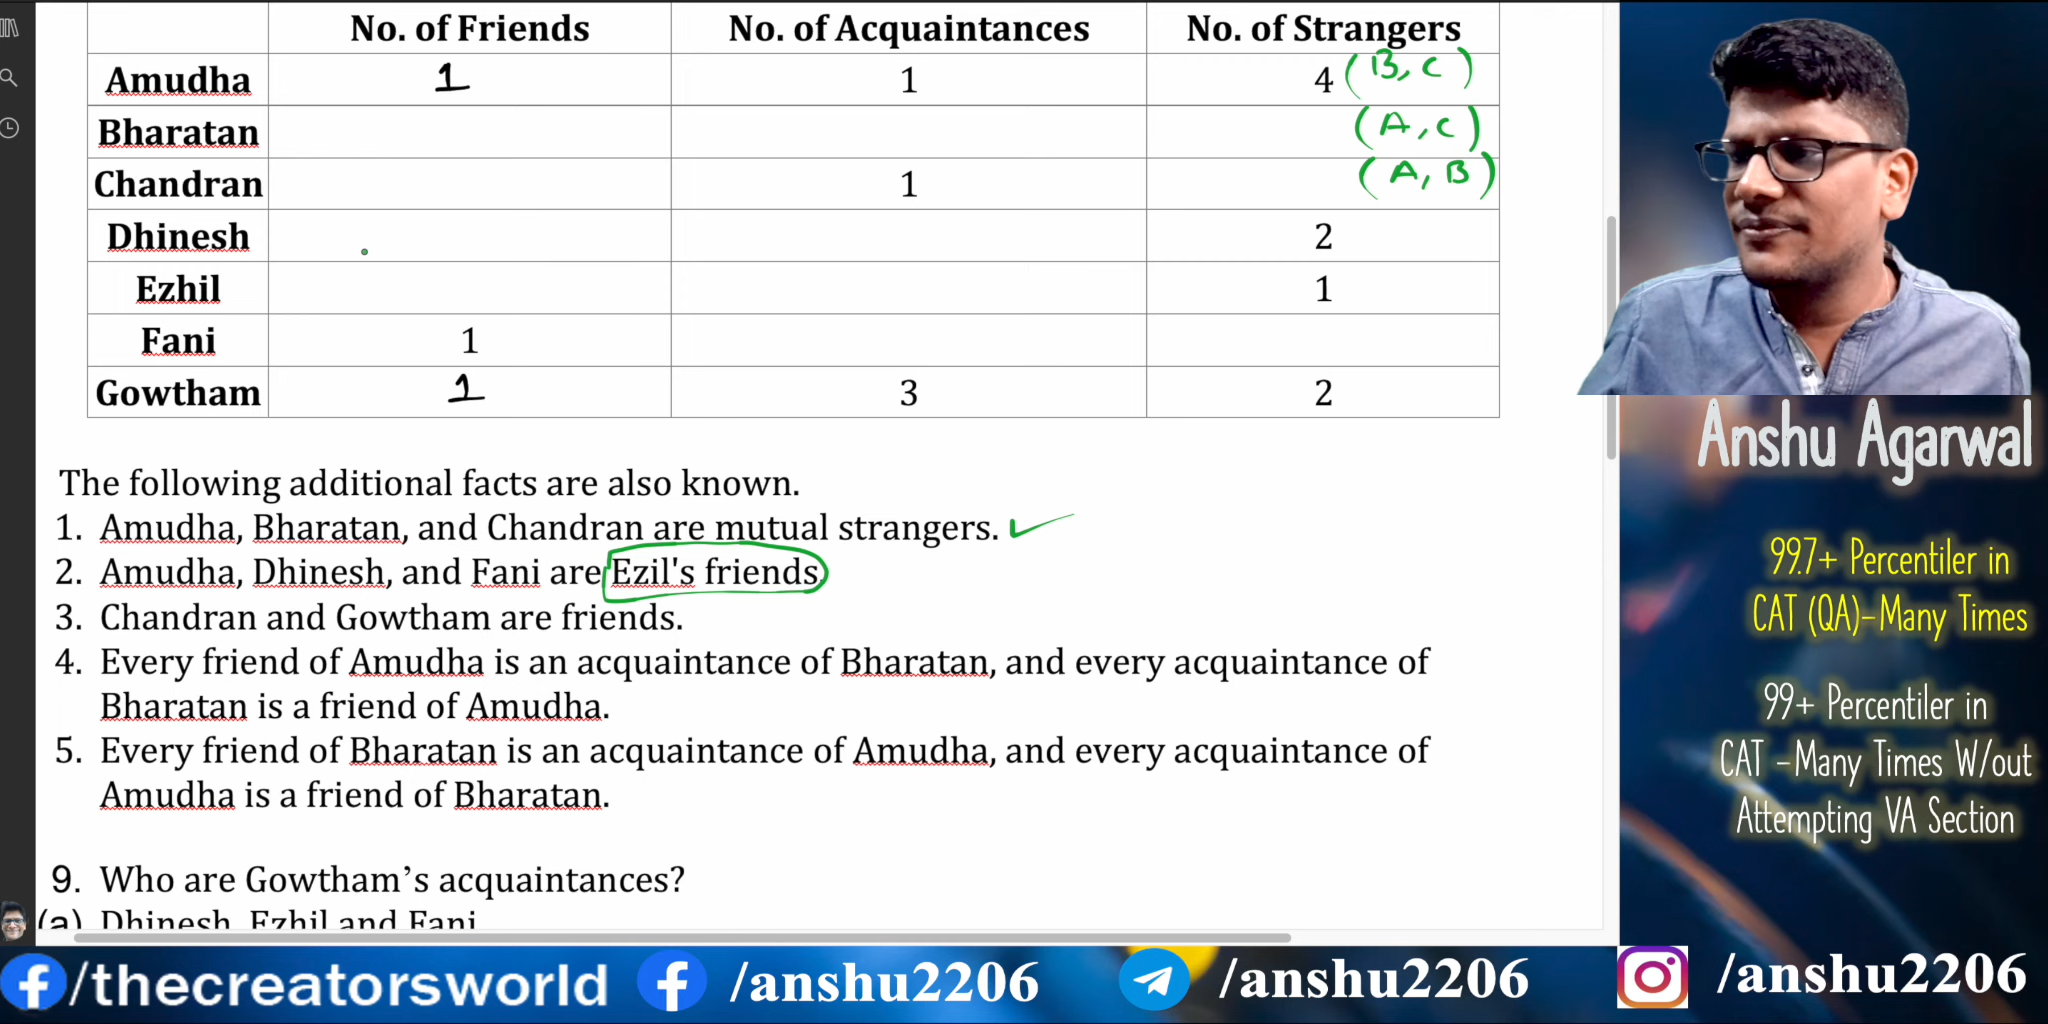 No. of Friends No. of Acquaintances No. of Strangers
Amudha 1 1 4 (B, C)
Bharatan (A, C)
Chandran 1 (A, B)
Dhinesh 2
Ezhil 1
Fani 1
Gowtham 1 3 2
The following additional facts are also known.
1. Amudha, Bharatan, and Chandran are mutual strangers.
2. Amudha, Dhinesh, and Fani are Ezil's friends.
3. Chandran and Gowtham are friends.
4. Every friend of Amudha is an acquaintance of Bharatan, and every acquaintance of
Bharatan is a friend of Amudha.
5. Every friend of Bharatan is an acquaintance of Amudha, and every acquaintance of
Amudha is a friend of Bharatan.
9. Who are Gowtham’s acquaintances?
(a) Dhinesh, Ezhil and Fani
Anshu Agarwal
99.7+ Percentiler in
CAT (QA)-Many Times
99+ Percentiler in
CAT -Many Times W/out
Attempting VA Section
/thecreatorsworld /anshu2206 /anshu2206 /anshu2206